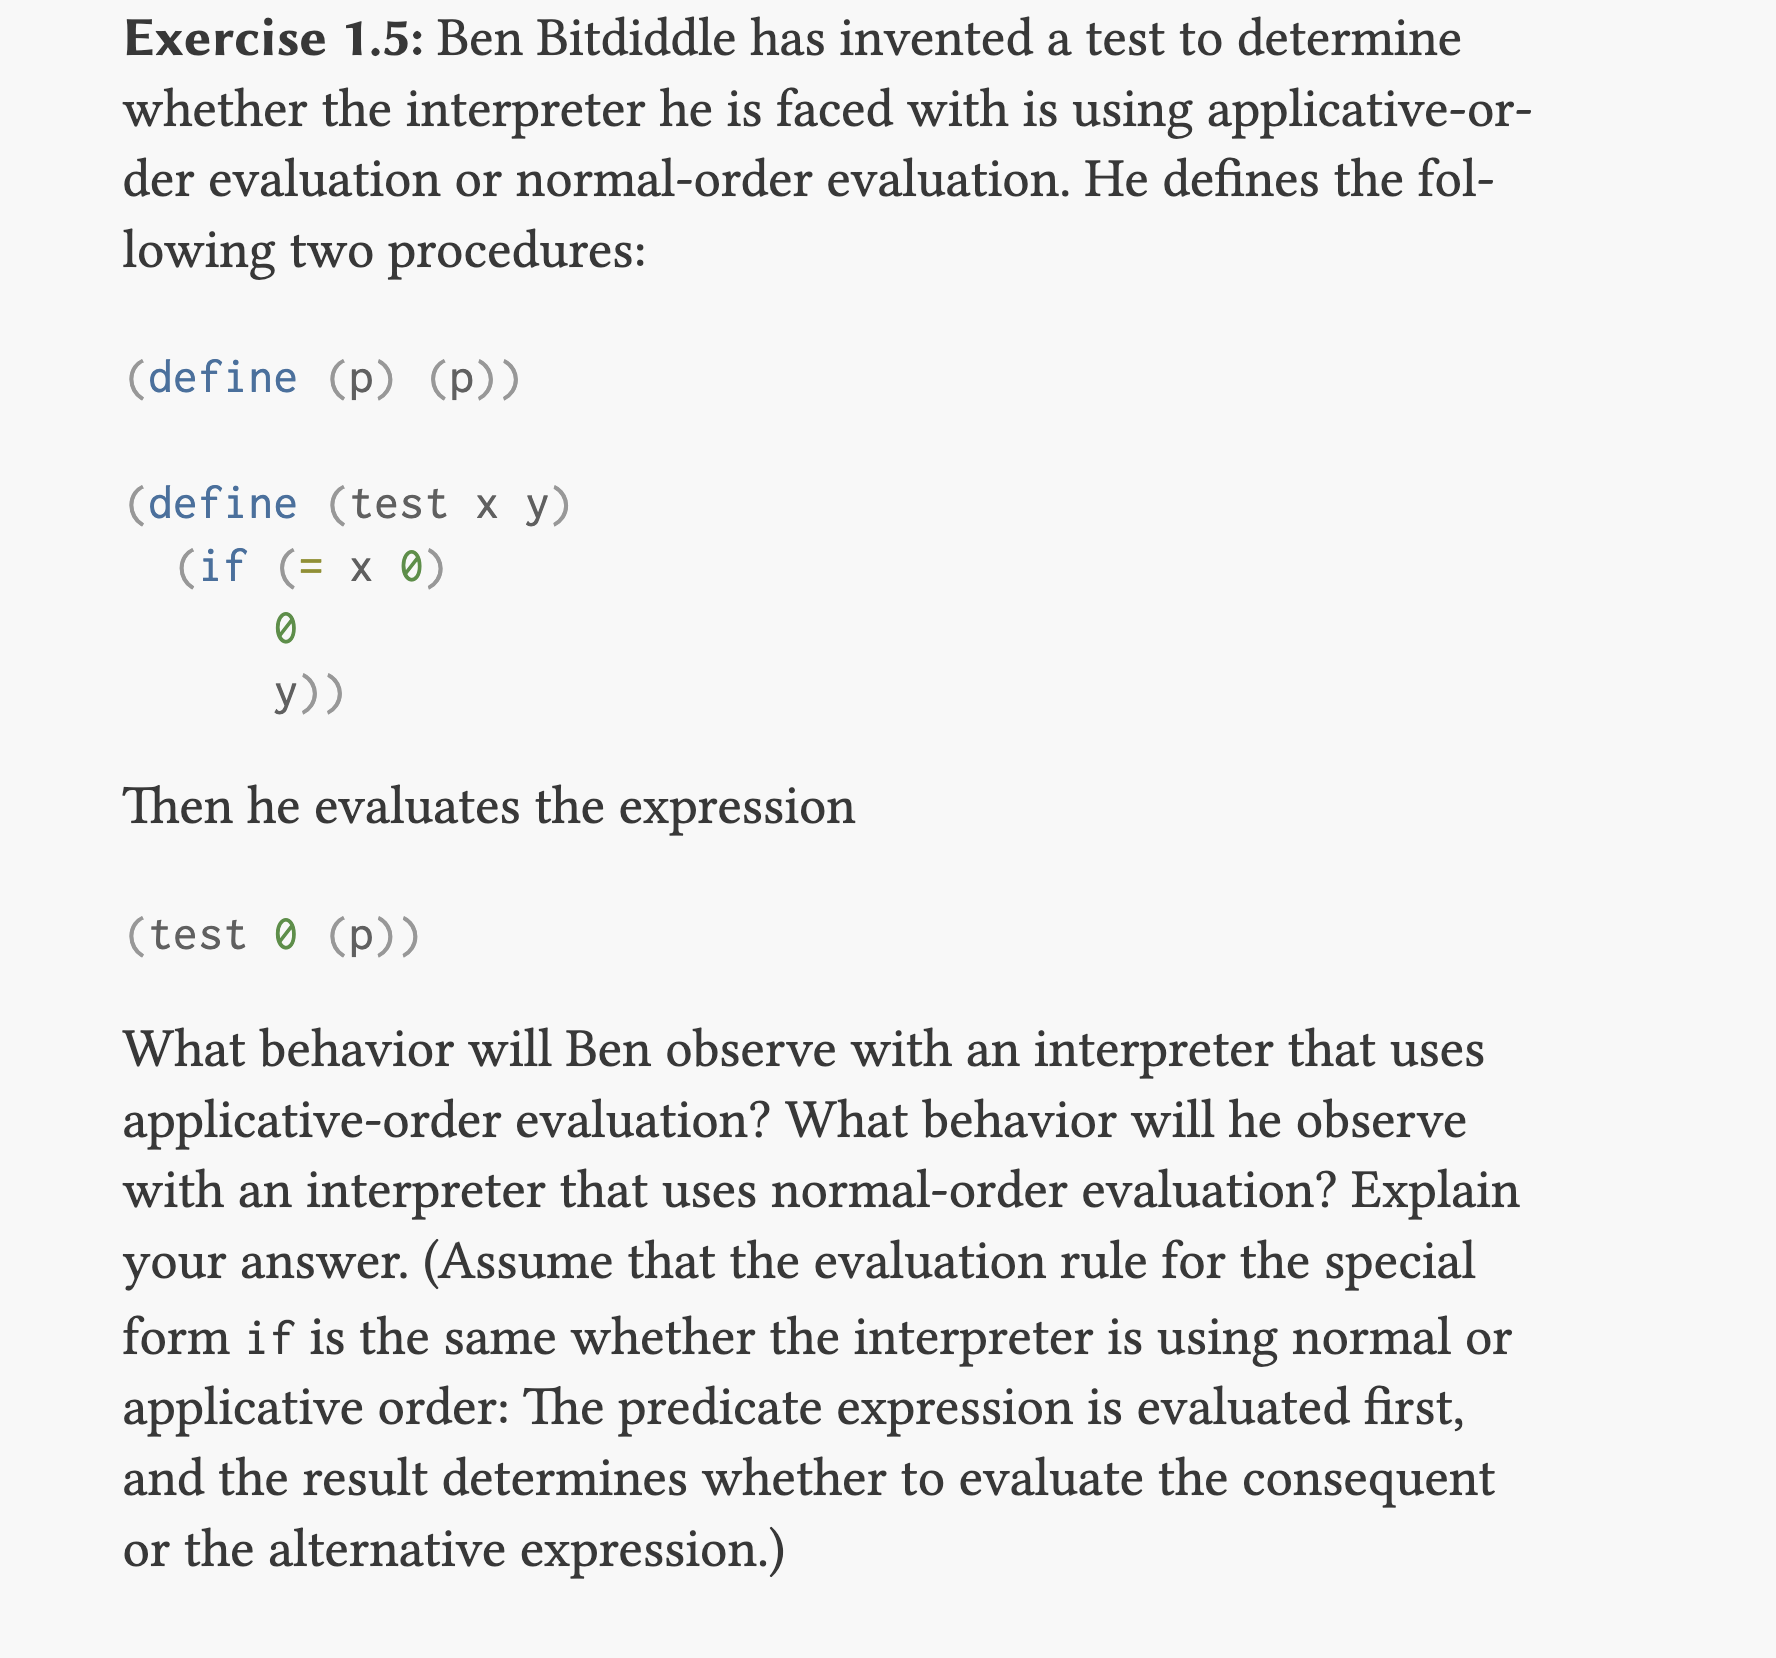 Exercise 1.5: Ben Bitdiddle has invented a test to determine
whether the interpreter he is faced with is using applicative-or-
der evaluation or normal-order evaluation. He defines the fol-
lowing two procedures:
(define (p) (p))
(define (test x y)
  (if (= x 0)
      0
      y))
Then he evaluates the expression
(test 0 (p))
What behavior will Ben observe with an interpreter that uses
applicative-order evaluation? What behavior will he observe
with an interpreter that uses normal-order evaluation? Explain
your answer. (Assume that the evaluation rule for the special
form if is the same whether the interpreter is using normal or
applicative order: The predicate expression is evaluated first,
and the result determines whether to evaluate the consequent
or the alternative expression.)